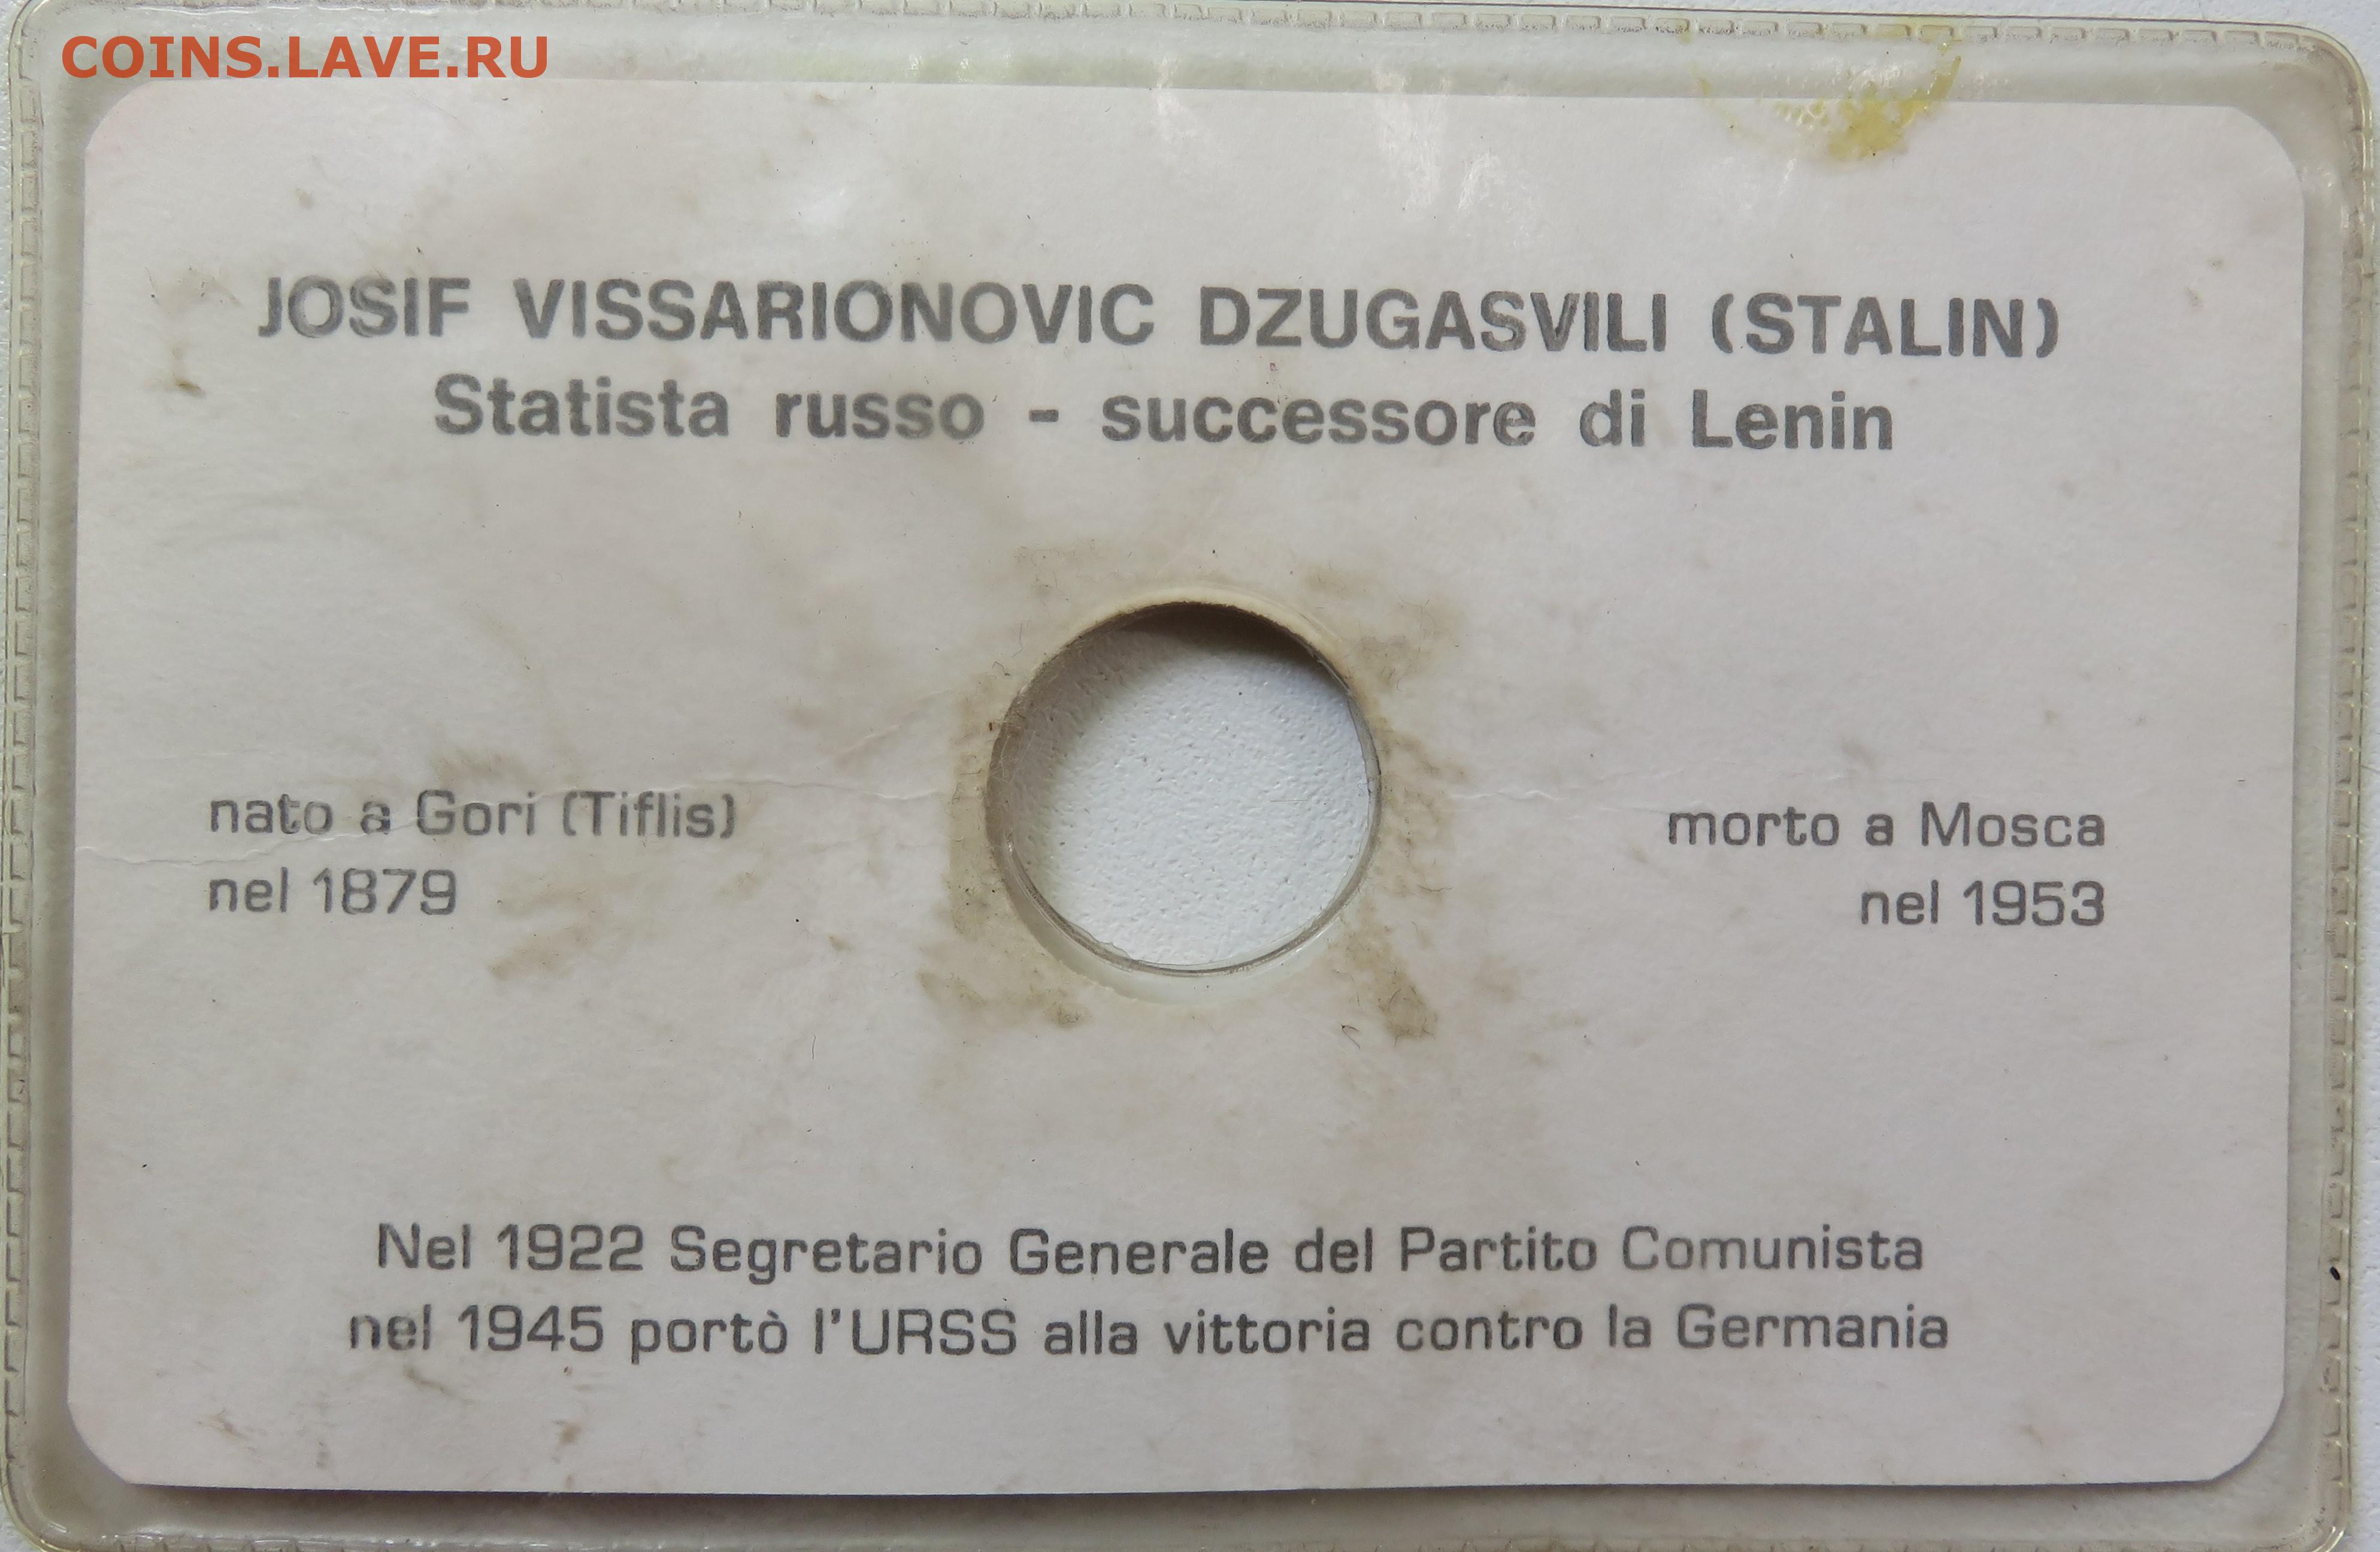 COINS.LAVE.RU
JOSIF VISSARIONOVIC DZUGASVILI (STALIN)
Statista russo - successore di Lenin
nato a Gori (Tiflis)
nel 1879
morto a Mosca
nel 1953
Nel 1922 Segretario Generale del Partito Comunista
nel 1945 portò l'URSS alla vittoria contro la Germania